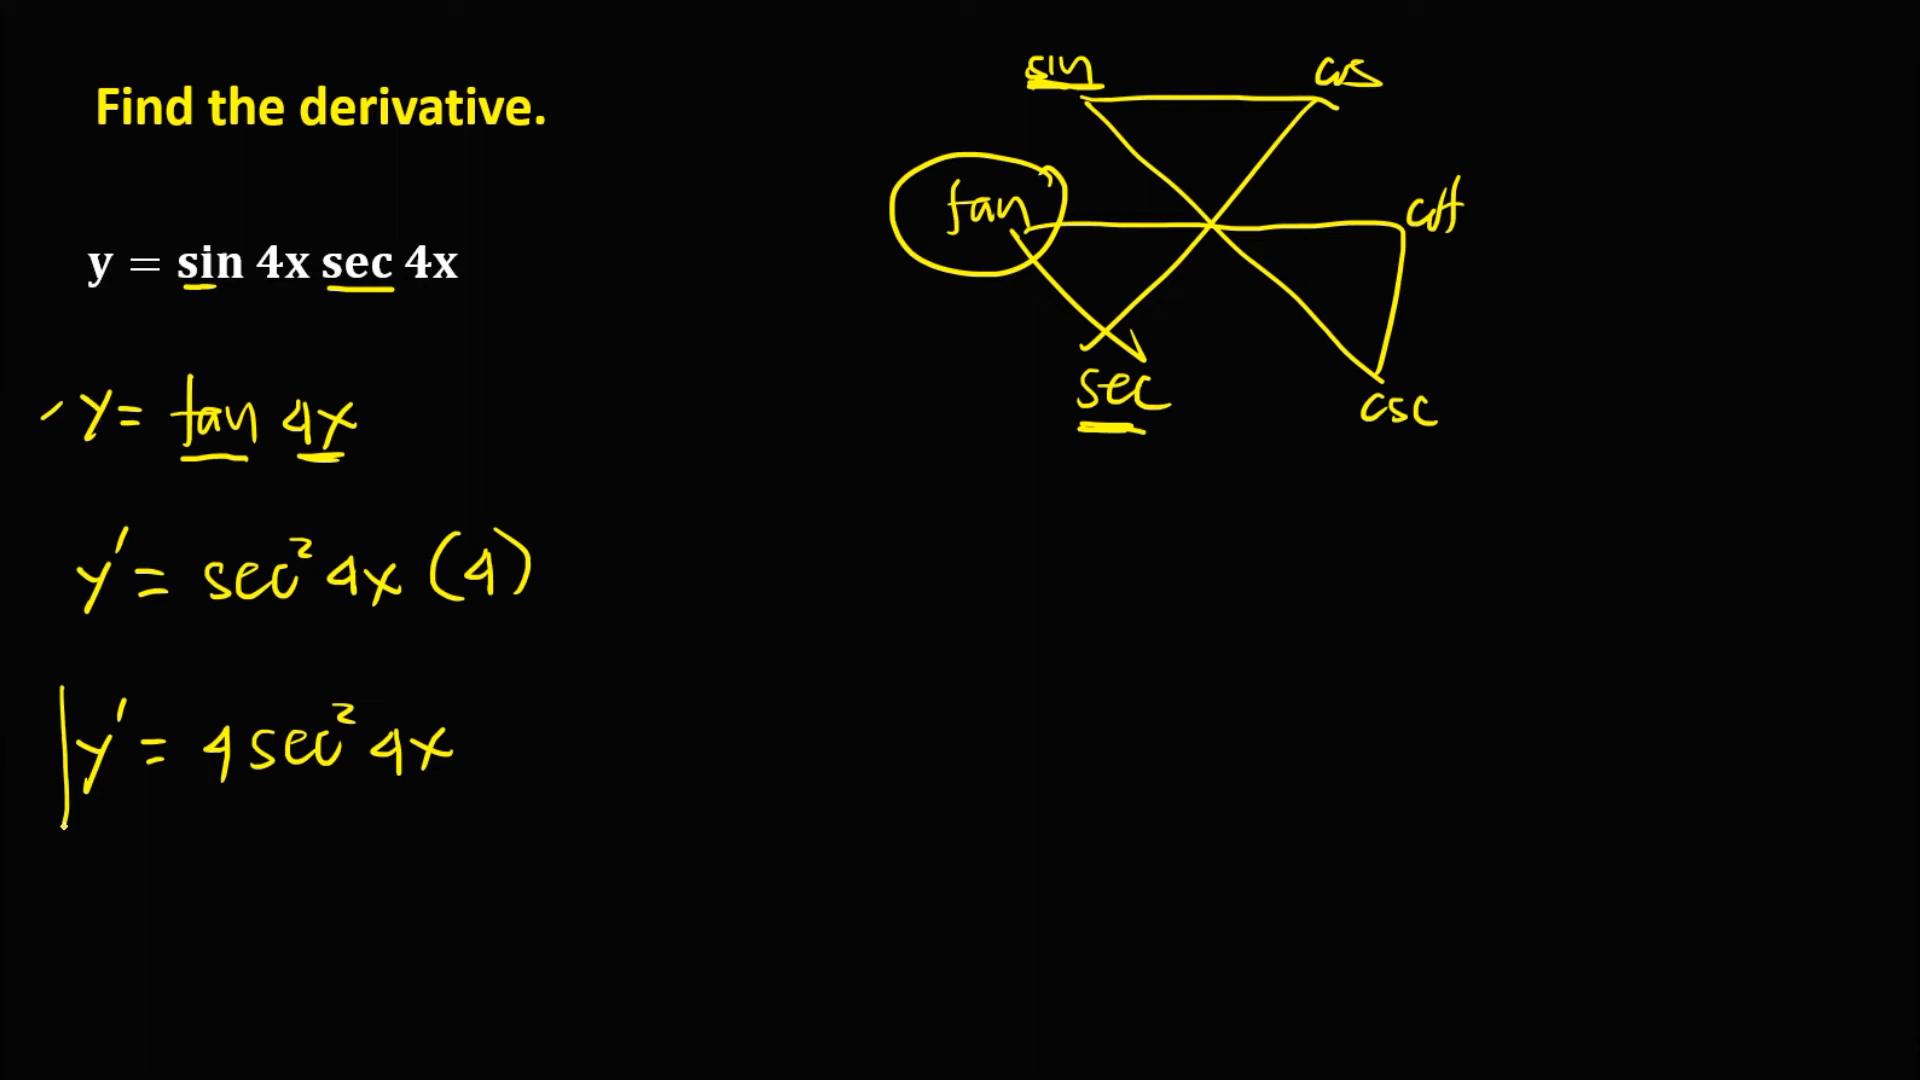 Find the derivative.
y = sin 4x sec 4x
y = tan 4x
y' = sec² 4x (4)
y' = 4 sec² 4x
sin cos
tan cot
sec csc